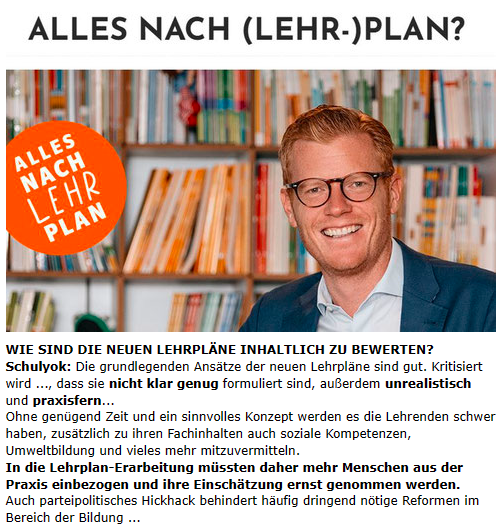 ALLES NACH (LEHR-)PLAN?
ALLES
NACH
LEHR
PLAN
WIE SIND DIE NEUEN LEHRPLÄNE INHALTLICH ZU BEWERTEN?
Schulyok: Die grundlegenden Ansätze der neuen Lehrpläne sind gut. Kritisiert
wird ..., dass sie nicht klar genug formuliert sind, außerdem unrealistisch
und praxisfern...
Ohne genügend Zeit und ein sinnvolles Konzept werden es die Lehrenden schwer
haben, zusätzlich zu ihren Fachinhalten auch soziale Kompetenzen,
Umweltbildung und vieles mehr mitzuvermitteln.
In die Lehrplan-Erarbeitung müssten daher mehr Menschen aus der
Praxis einbezogen und ihre Einschätzung ernst genommen werden.
Auch parteipolitisches Hickhack behindert häufig dringend nötige Reformen im
Bereich der Bildung ...